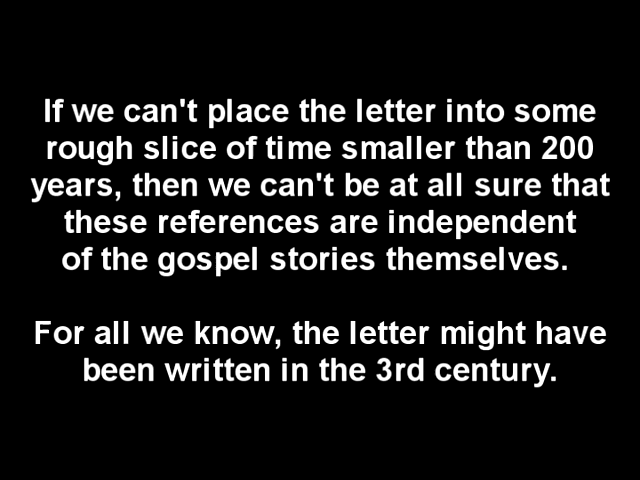 If we can't place the letter into some
rough slice of time smaller than 200
years, then we can't be at all sure that
these references are independent
of the gospel stories themselves.
For all we know, the letter might have
been written in the 3rd century.